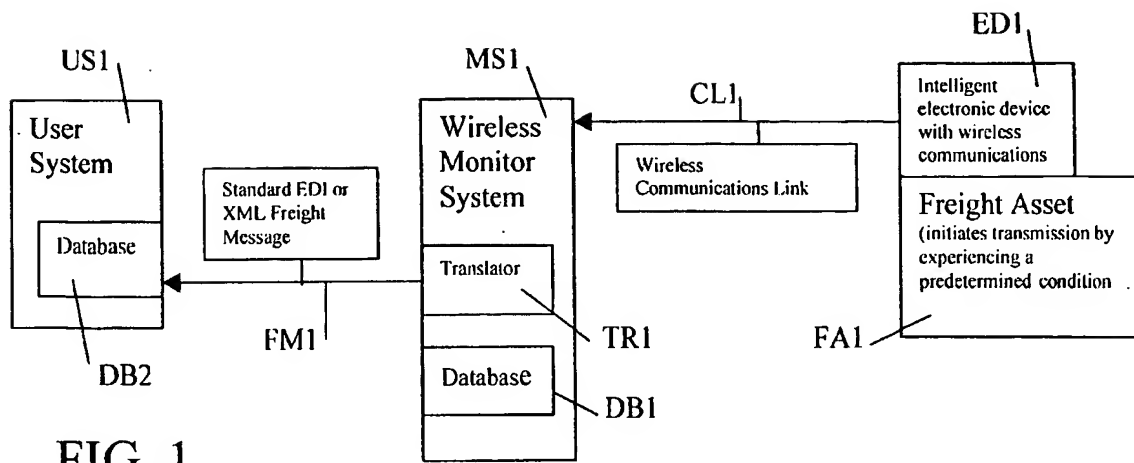 US1
User
System
Database
DB2
Standard EDI or
XML Freight
Message
FM1
MS1
Wireless
Monitor
System
Translator
TR1
Database
DB1
CL1
Wireless
Communications Link
ED1
Intelligent
electronic device
with wireless
communications
Freight Asset
(initiates transmission by
experiencing a
predetermined condition
FA1
FIG. 1